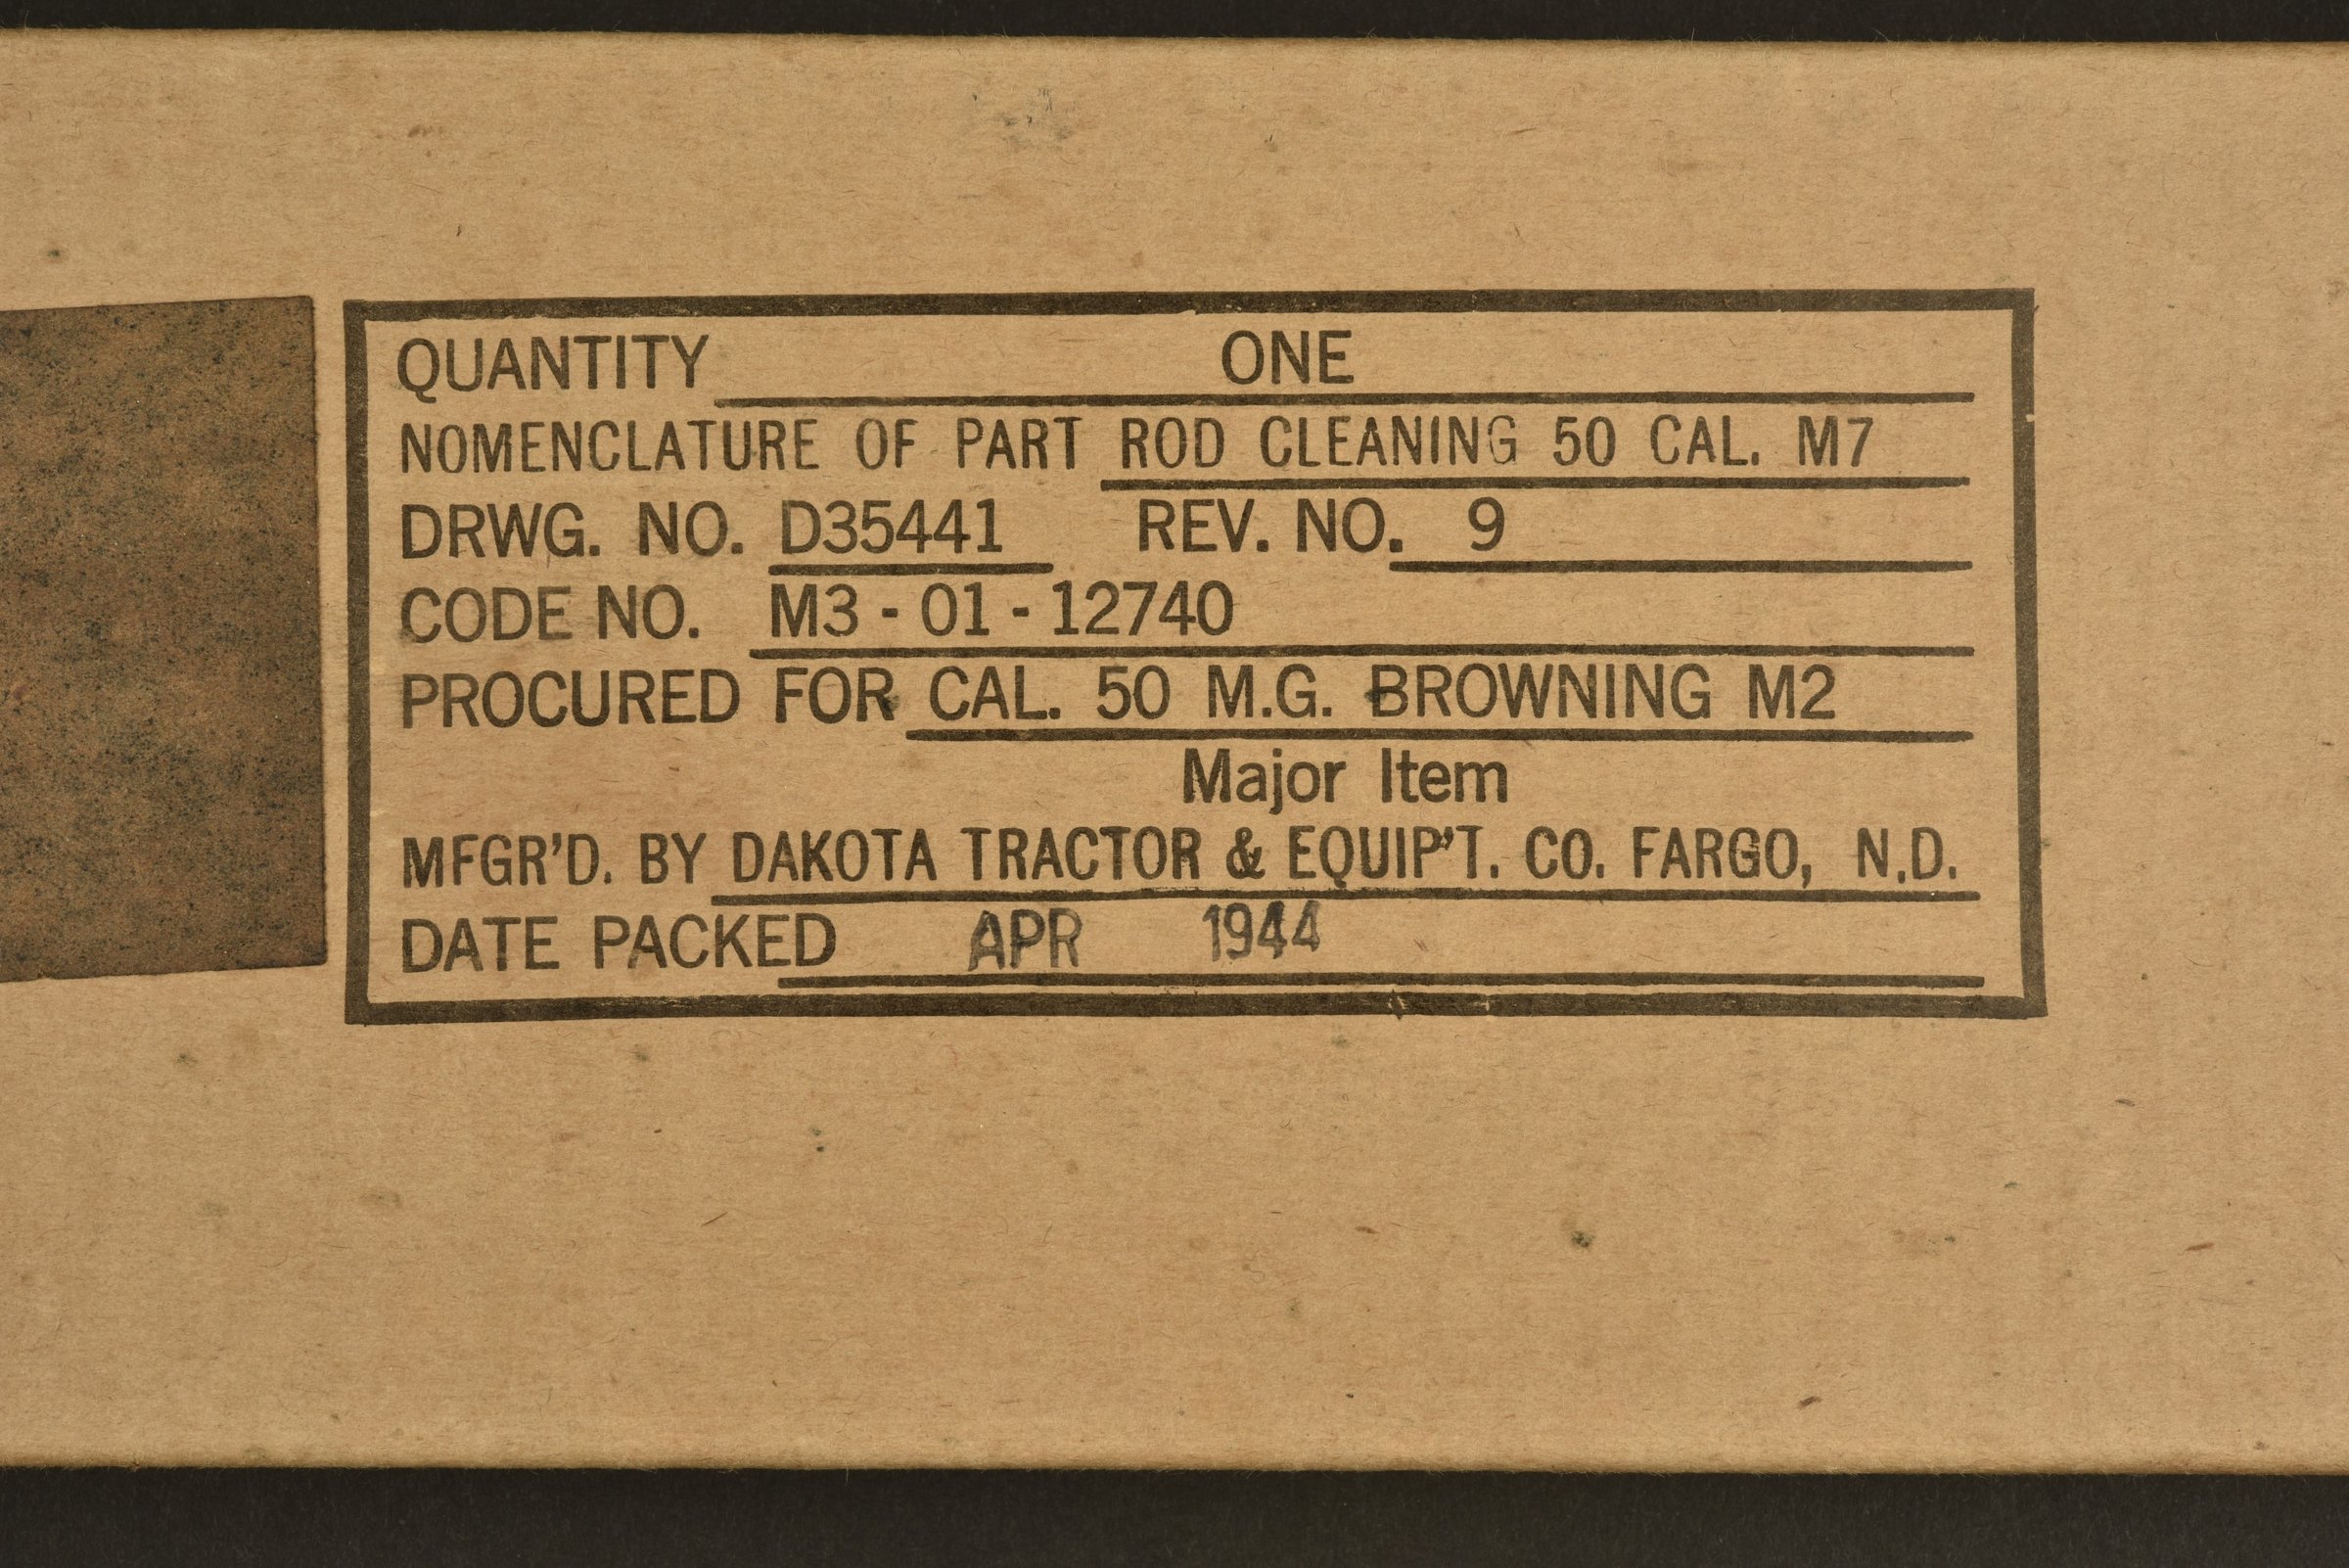 QUANTITY ONE
NOMENCLATURE OF PART ROD CLEANING 50 CAL. M7
DRWG. NO. D35441 REV. NO. 9
CODE NO. M3 - 01 - 12740
PROCURED FOR CAL. 50 M.G. BROWNING M2
Major Item
MFGR'D. BY DAKOTA TRACTOR & EQUIP'T. CO. FARGO, N.D.
DATE PACKED APR 1944